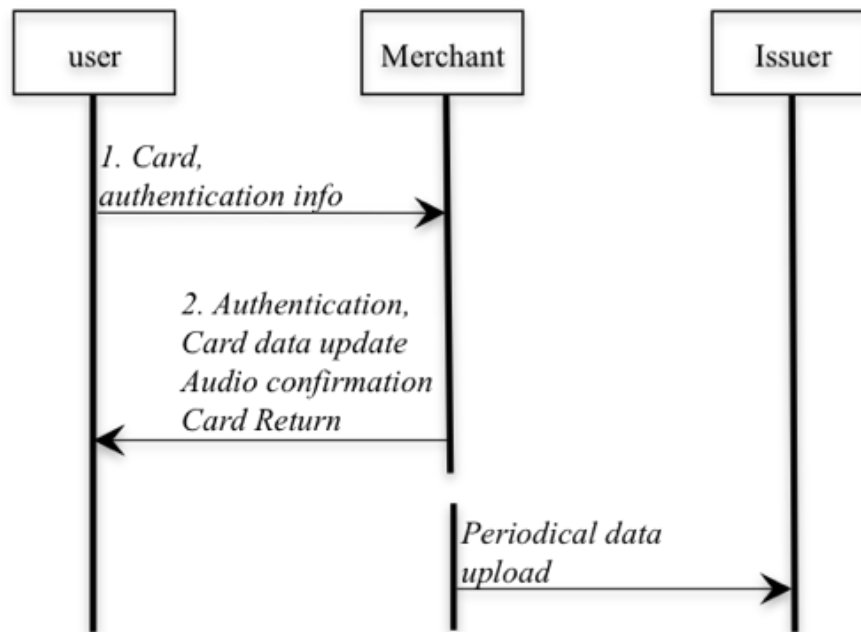 user
Merchant
Issuer
1. Card,
authentication info
2. Authentication,
Card data update
Audio confirmation
Card Return
Periodical data
upload